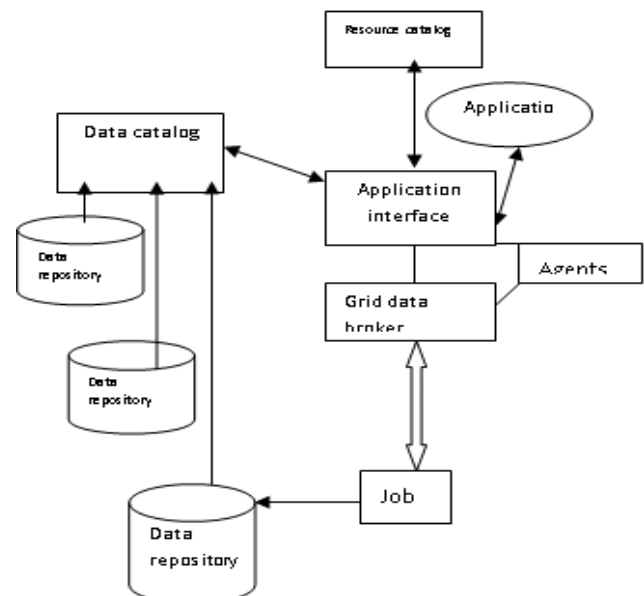 Resource catalog
Applicatio
Data catalog
Application
interface
Data
repository
Agents
Grid data
broker
Data
repository
Job
Data
repository